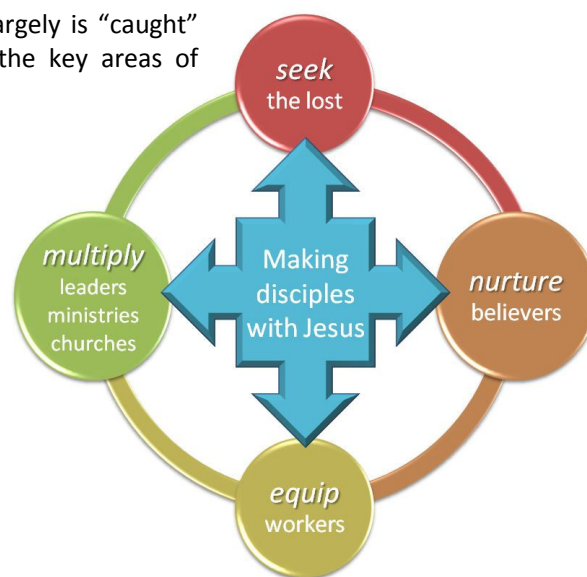 argely is “caught”
the key areas of
seek
the lost
nurture
believers
equip
workers
multiply
leaders
ministries
churches
Making
disciples
with Jesus